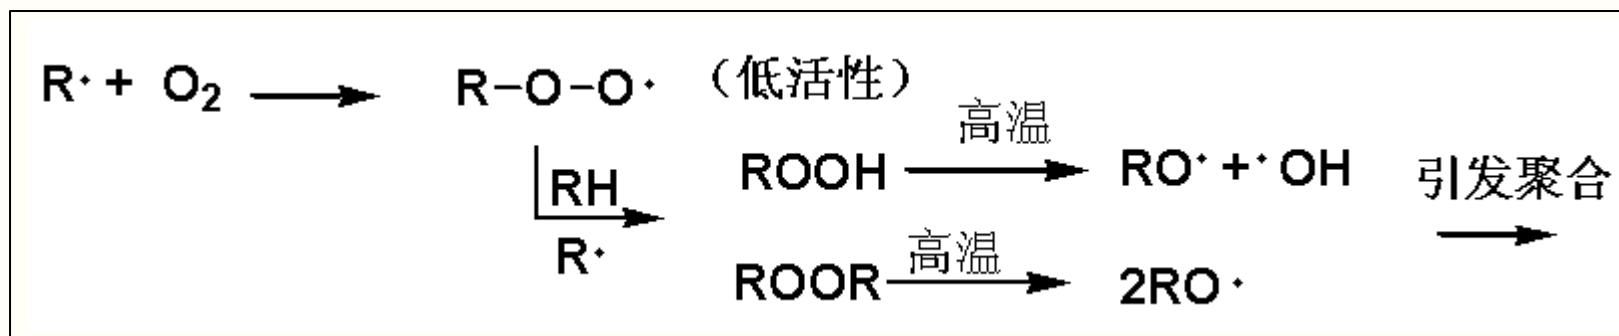 R· + O₂ ⟶ R-O-O· （低活性）
高温
ROOH ⟶ RO· + ·OH 引发聚合
RH
R·
高温
ROOR ⟶ 2RO·